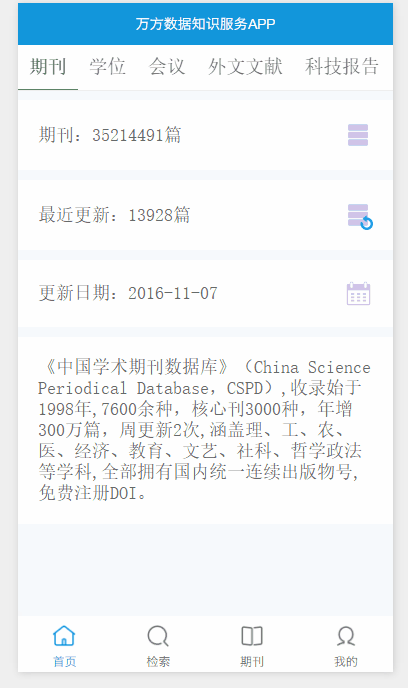 万方数据知识服务APP
期刊 学位 会议 外文文献 科技报告
期刊：35214491篇
最近更新：13928篇
更新日期：2016-11-07
《中国学术期刊数据库》（China Science
Periodical Database，CSPD）,收录始于
1998年,7600余种，核心刊3000种，年增
300万篇，周更新2次,涵盖理、工、农、
医、经济、教育、文艺、社科、哲学政法
等学科,全部拥有国内统一连续出版物号,
免费注册DOI。
首页 检索 期刊 我的